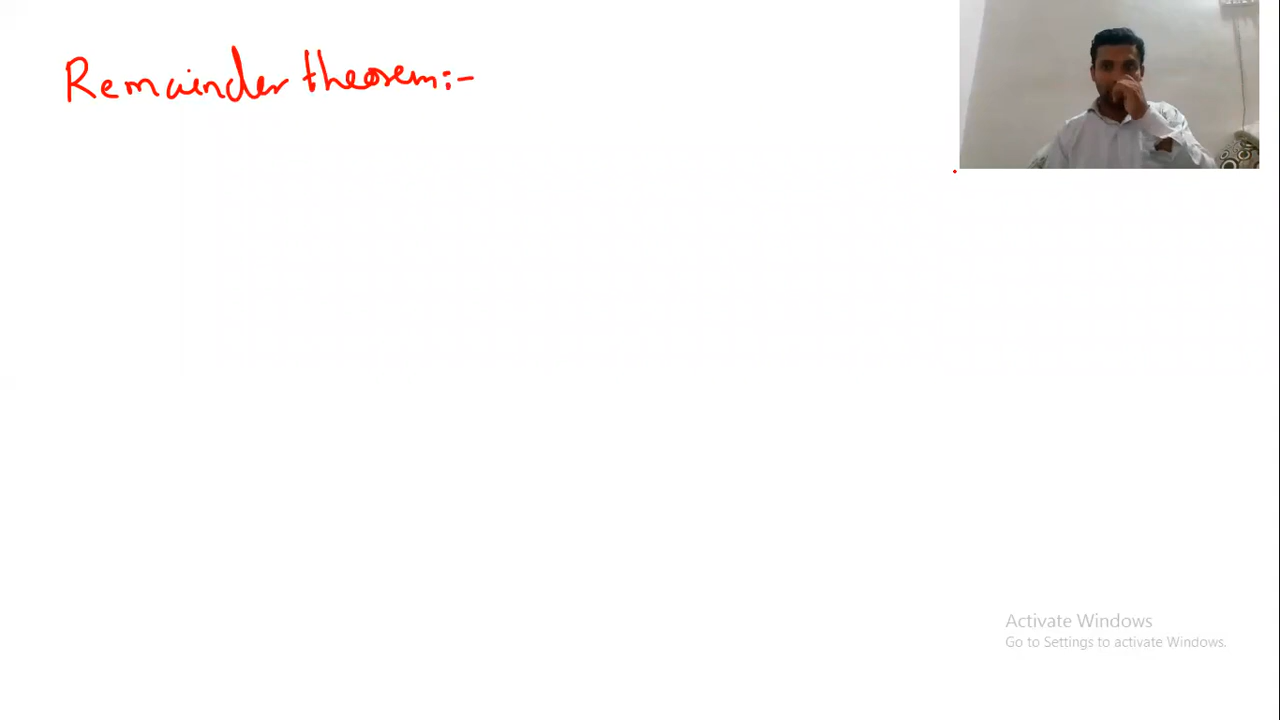 Remainder theorem:-
Activate Windows
Go to Settings to activate Windows.